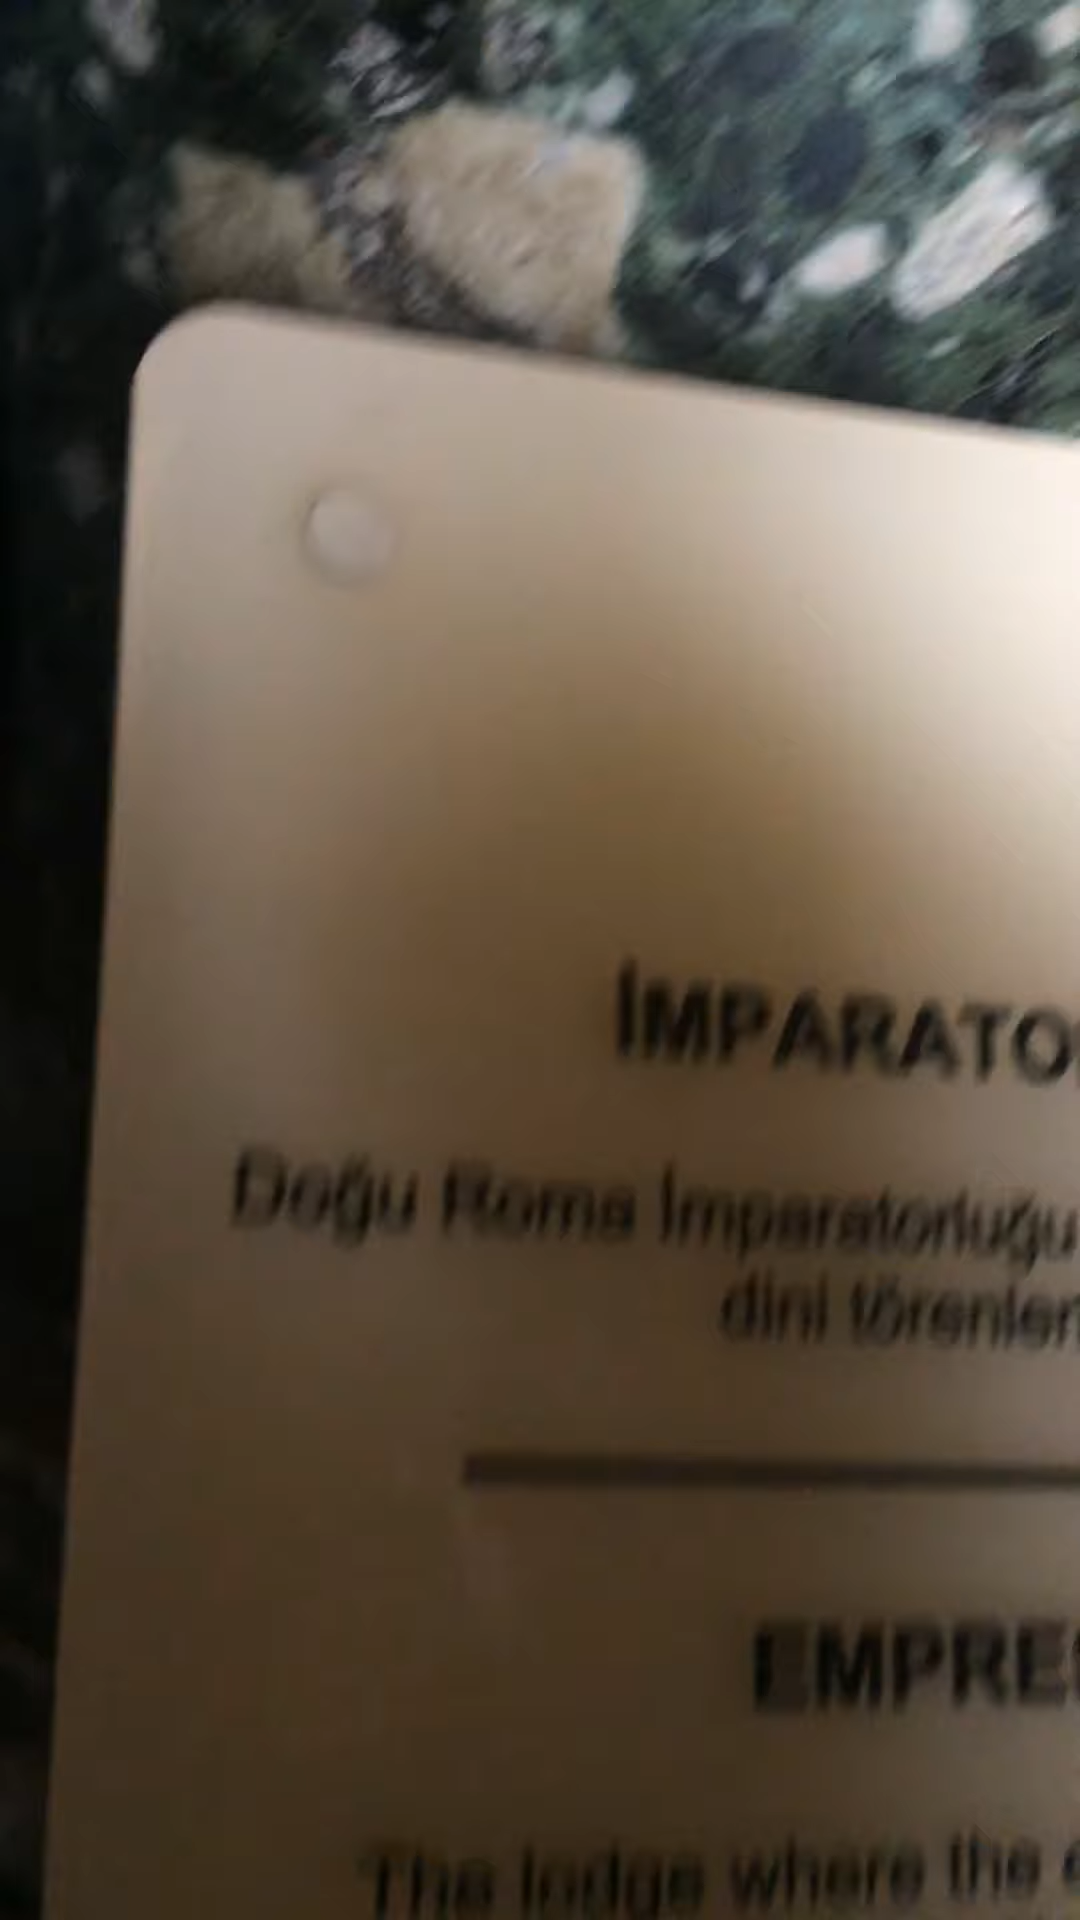 İMPARATO
Doğu Roma İmparatorluğu
dini törenler
EMPRE
The lodge where the